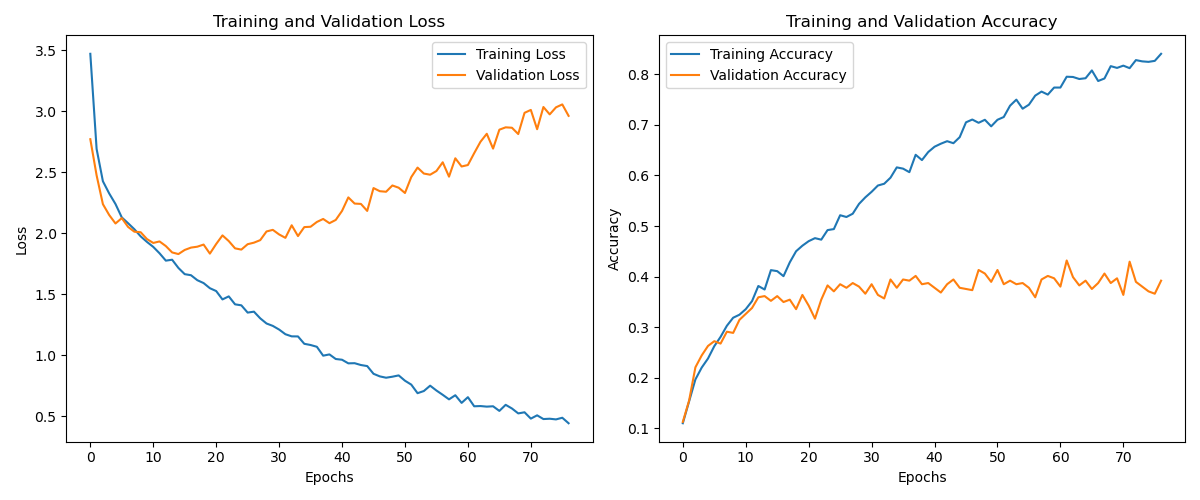 Training and Validation Loss
Training Loss
Validation Loss
3.5
3.0
2.5
2.0
1.5
1.0
0.5
Loss
0 10 20 30 40 50 60 70
Epochs
Training and Validation Accuracy
Training Accuracy
Validation Accuracy
0.8
0.7
0.6
0.5
0.4
0.3
0.2
0.1
Accuracy
0 10 20 30 40 50 60 70
Epochs